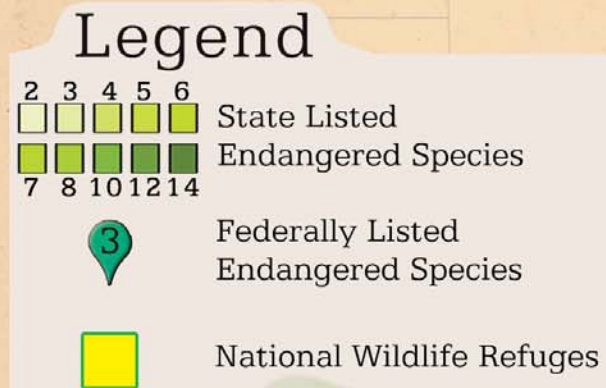 Legend
2 3 4 5 6
State Listed
Endangered Species
7 8 10 12 14
3
Federally Listed
Endangered Species
National Wildlife Refuges